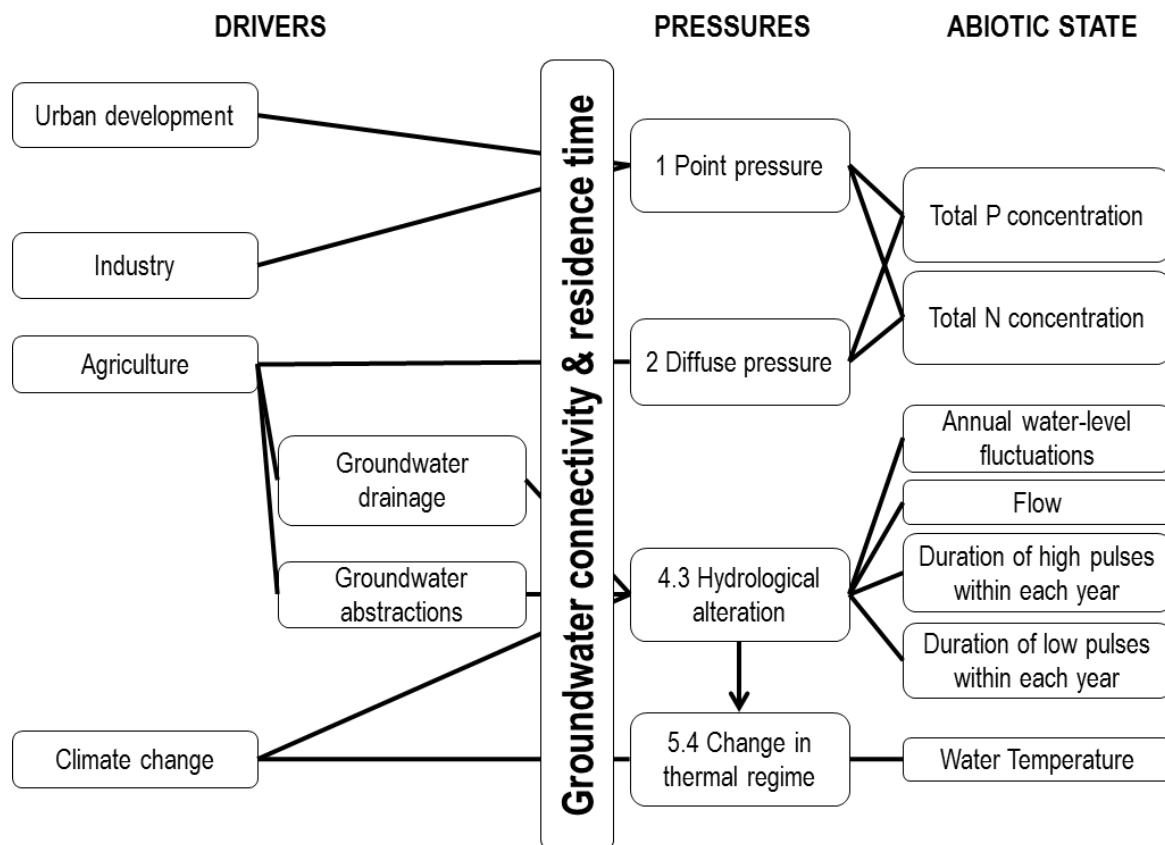 DRIVERS
PRESSURES
ABIOTIC STATE
Urban development
Industry
Agriculture
Groundwater
drainage
Groundwater
abstractions
Climate change
Groundwater connectivity & residence time
1 Point pressure
2 Diffuse pressure
4.3 Hydrological
alteration
5.4 Change in
thermal regime
Total P concentration
Total N concentration
Annual water-level
fluctuations
Flow
Duration of high pulses
within each year
Duration of low pulses
within each year
Water Temperature